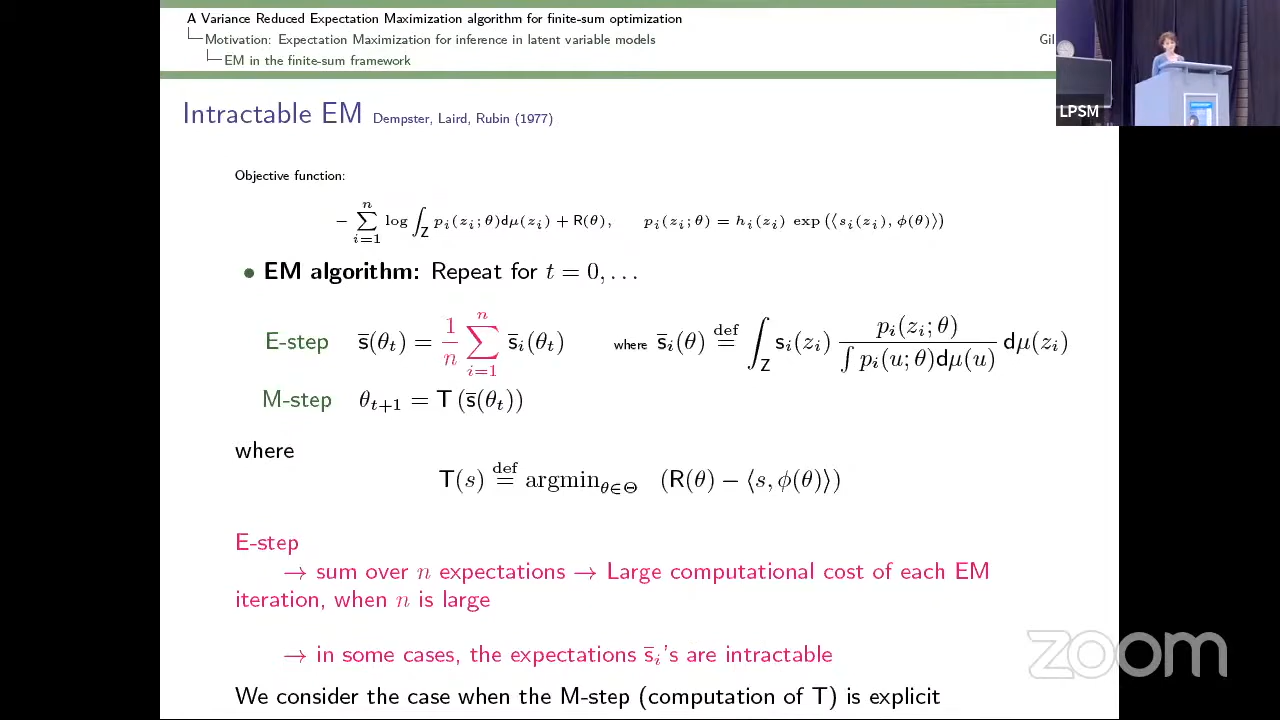 A Variance Reduced Expectation Maximization algorithm for finite-sum optimization
Motivation: Expectation Maximization for inference in latent variable models
Gil
EM in the finite-sum framework
LPSM
Intractable EM Dempster, Laird, Rubin (1977)
Objective function:
− ∑_{i=1}^{n} log ∫_Z p_i(z_i; θ)dμ(z_i) + R(θ), p_i(z_i; θ) = h_i(z_i) exp (⟨s_i(z_i), ϕ(θ)⟩)
• EM algorithm: Repeat for t = 0, . . .
E-step s̄(θ_t) = 1/n ∑_{i=1}^{n} s̄_i(θ_t) where s̄_i(θ) def= ∫_Z s_i(z_i) p_i(z_i; θ) / ∫ p_i(u; θ)dμ(u) dμ(z_i)
M-step θ_{t+1} = T (s̄(θ_t))
where
T(s) def= argmin_{θ∈Θ} (R(θ) − ⟨s, ϕ(θ)⟩)
E-step
→ sum over n expectations → Large computational cost of each EM
iteration, when n is large
→ in some cases, the expectations s̄_i's are intractable
We consider the case when the M-step (computation of T) is explicit
zoom